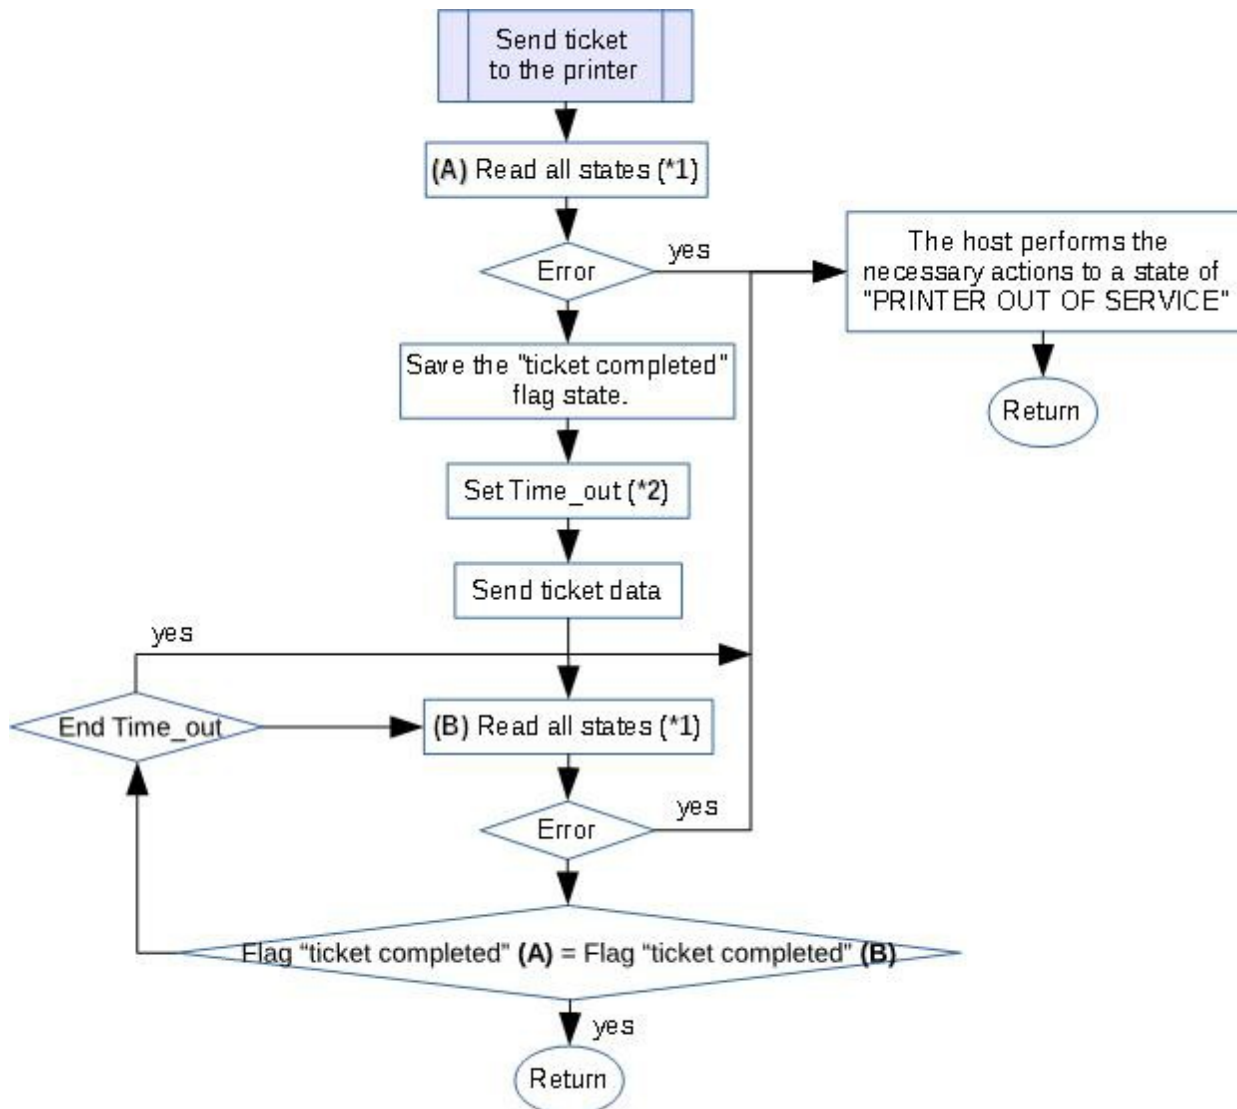 Send ticket
to the printer
(A) Read all states (*1)
Error
yes
The host performs the
necessary actions to a state of
"PRINTER OUT OF SERVICE"
Return
Save the "ticket completed"
flag state.
Set Time_out (*2)
Send ticket data
yes
End Time_out
(B) Read all states (*1)
Error
yes
Flag “ticket completed” (A) = Flag “ticket completed” (B)
yes
Return